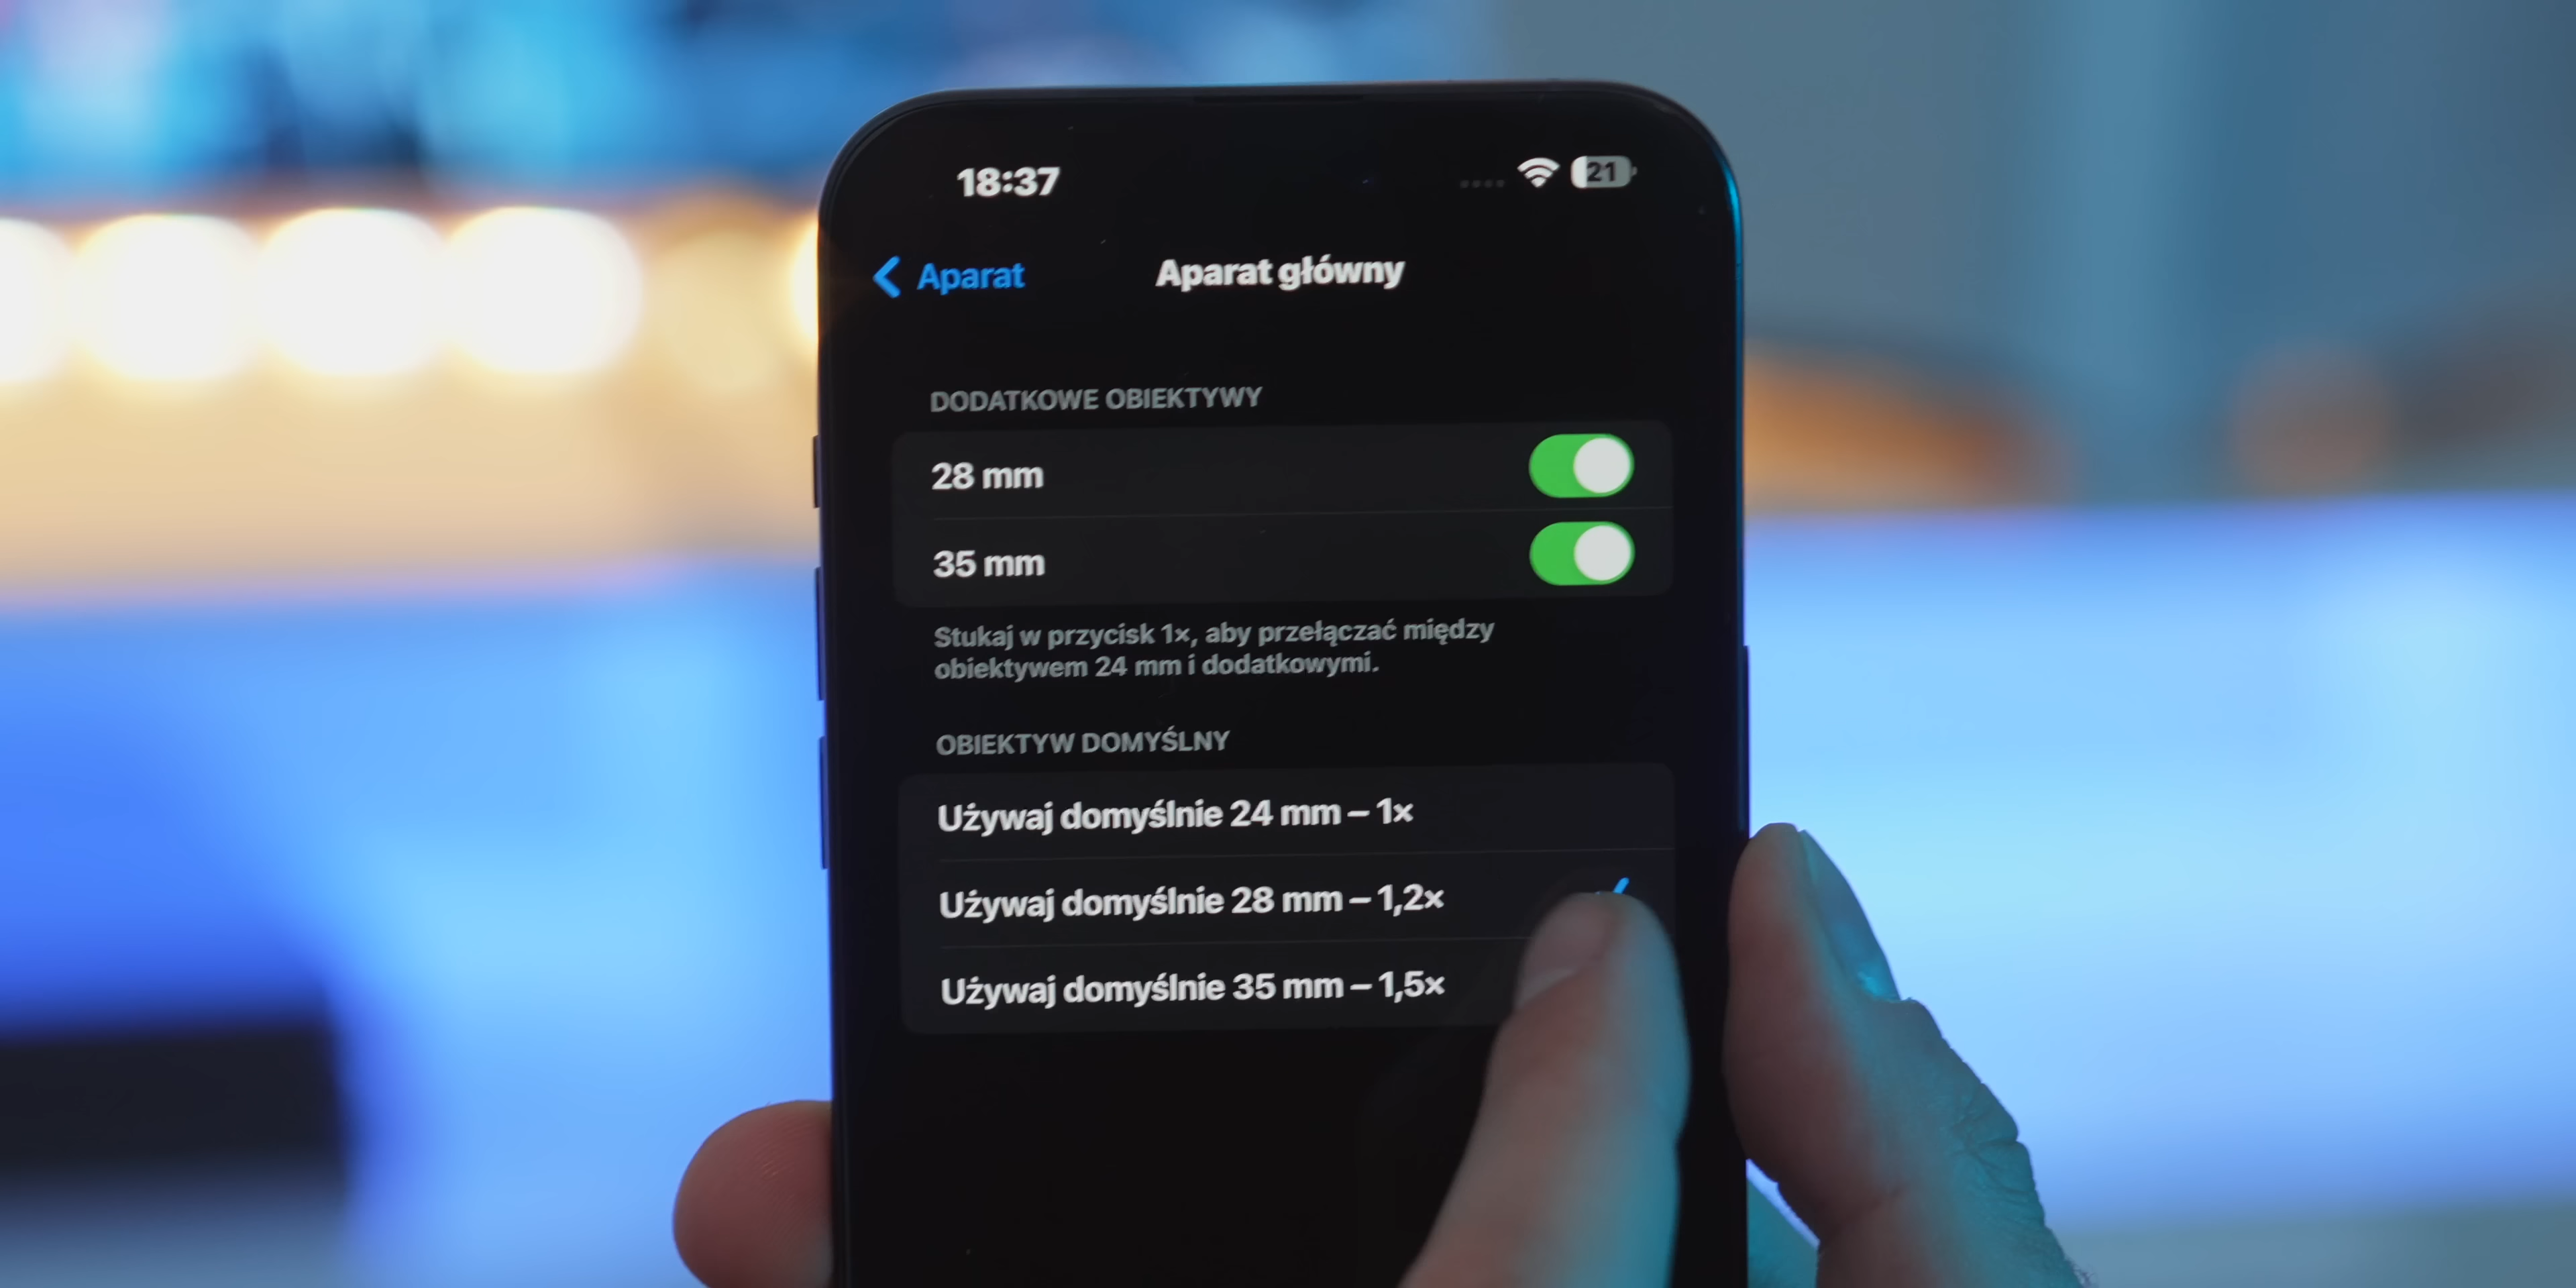 18:37
21
Aparat
Aparat główny
DODATKOWE OBIEKTYWY
28 mm
35 mm
Stukaj w przycisk 1×, aby przełączać między
obiektywem 24 mm i dodatkowymi.
OBIEKTYW DOMYŚLNY
Używaj domyślnie 24 mm – 1×
Używaj domyślnie 28 mm – 1,2×
Używaj domyślnie 35 mm – 1,5×